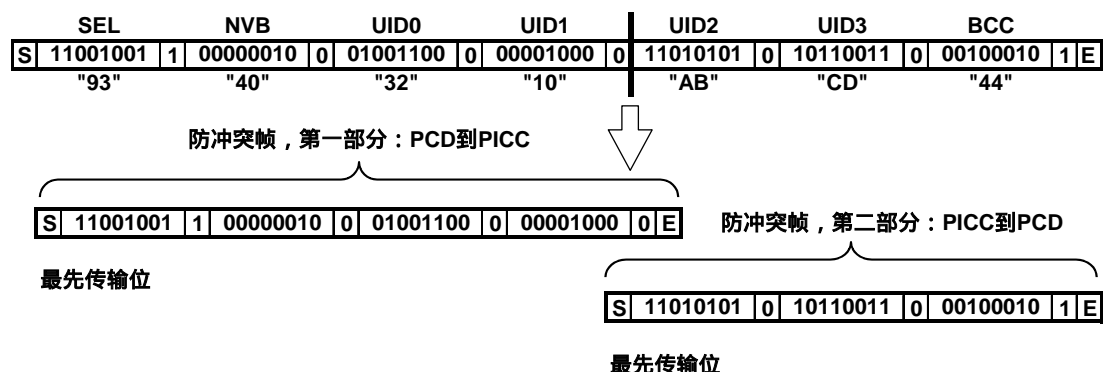 SEL NVB UID0 UID1 UID2 UID3 BCC
S 11001001 1 00000010 0 01001100 0 00001000 0 11010101 0 10110011 0 00100010 1 E
"93" "40" "32" "10" "AB" "CD" "44"
防冲突帧，第一部分：PCD到PICC
S 11001001 1 00000010 0 01001100 0 00001000 0 E
防冲突帧，第二部分：PICC到PCD
最先传输位
S 11010101 0 10110011 0 00100010 1 E
最先传输位